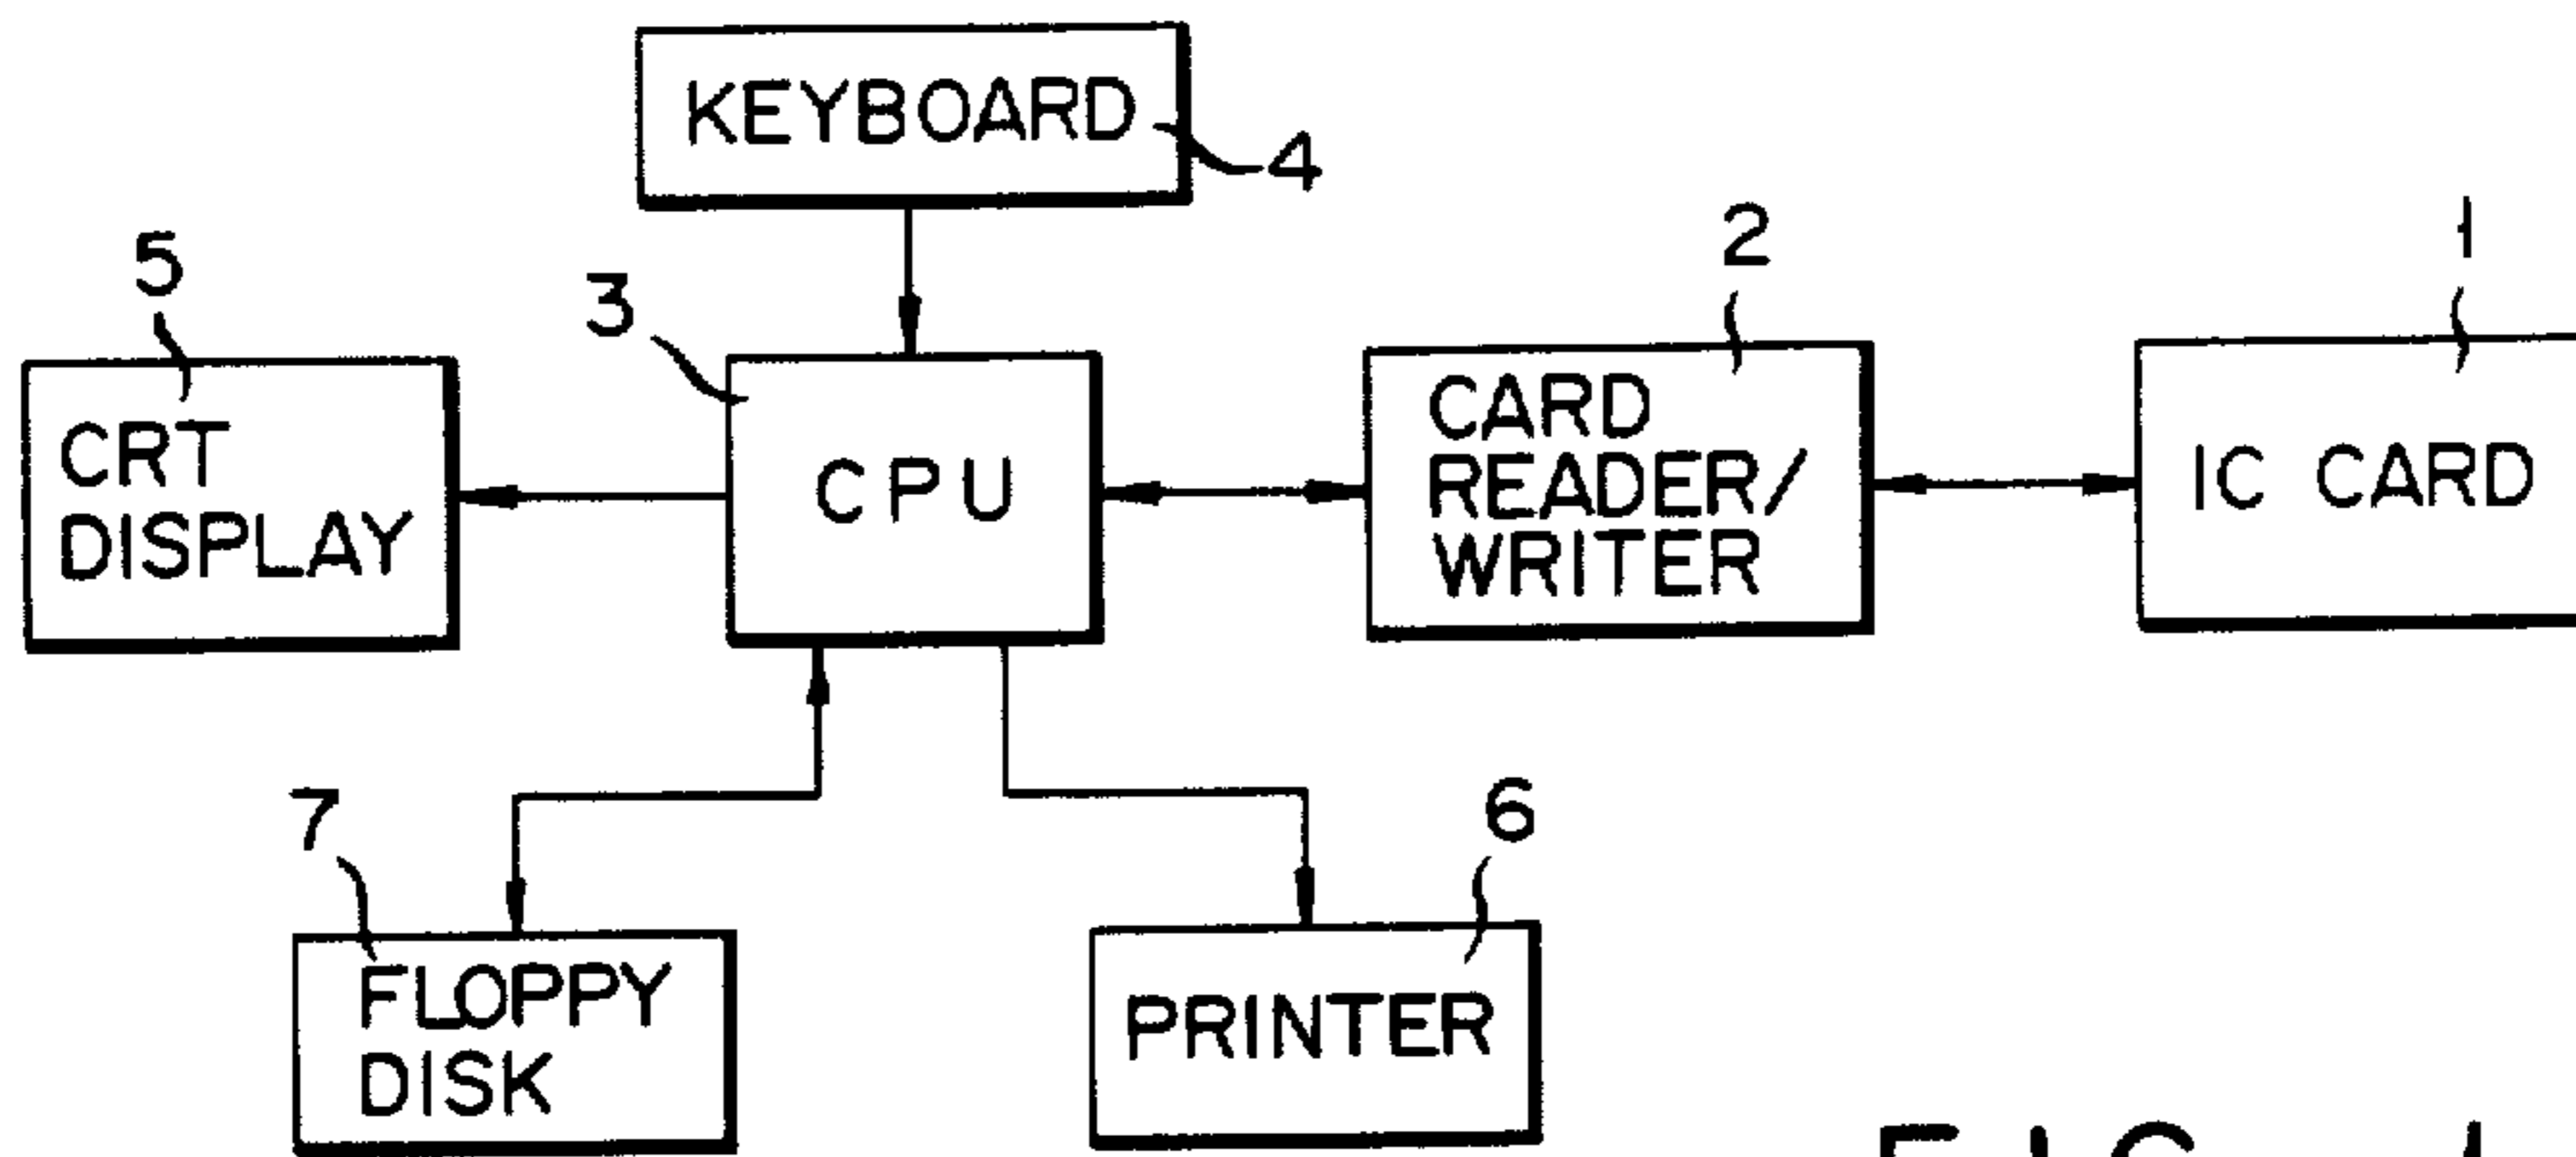 KEYBOARD
4
5
3
2
1
CRT
DISPLAY
CPU
CARD
READER/
WRITER
IC CARD
7
6
FLOPPY
DISK
PRINTER